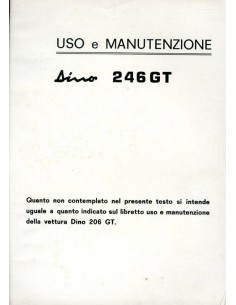 USO e MANUTENZIONE
Dino 246 GT
Quanto non contemplato nel presente testo si intende
uguale a quanto indicato sul libretto uso e manutenzione
della vettura Dino 206 GT.